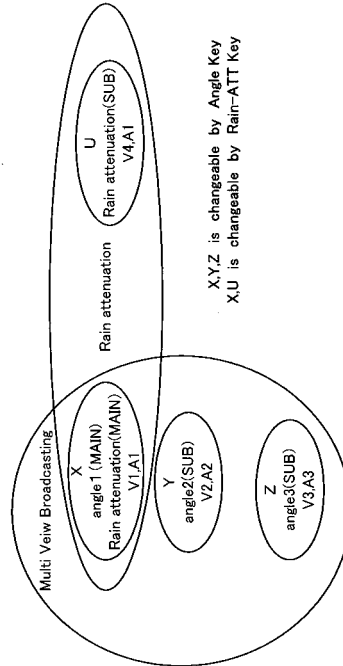 Multi Veiw Broadcasting
X
angle1 (MAIN)
Rain attenuation(MAIN)
V1,A1
Rain attenuation
U
Rain attenuation(SUB)
V4,A1
Y
angle2(SUB)
V2,A2
Z
angle3(SUB)
V3,A3
X,Y,Z is changeable by Angle Key
X,U is changeable by Rain-ATT Key